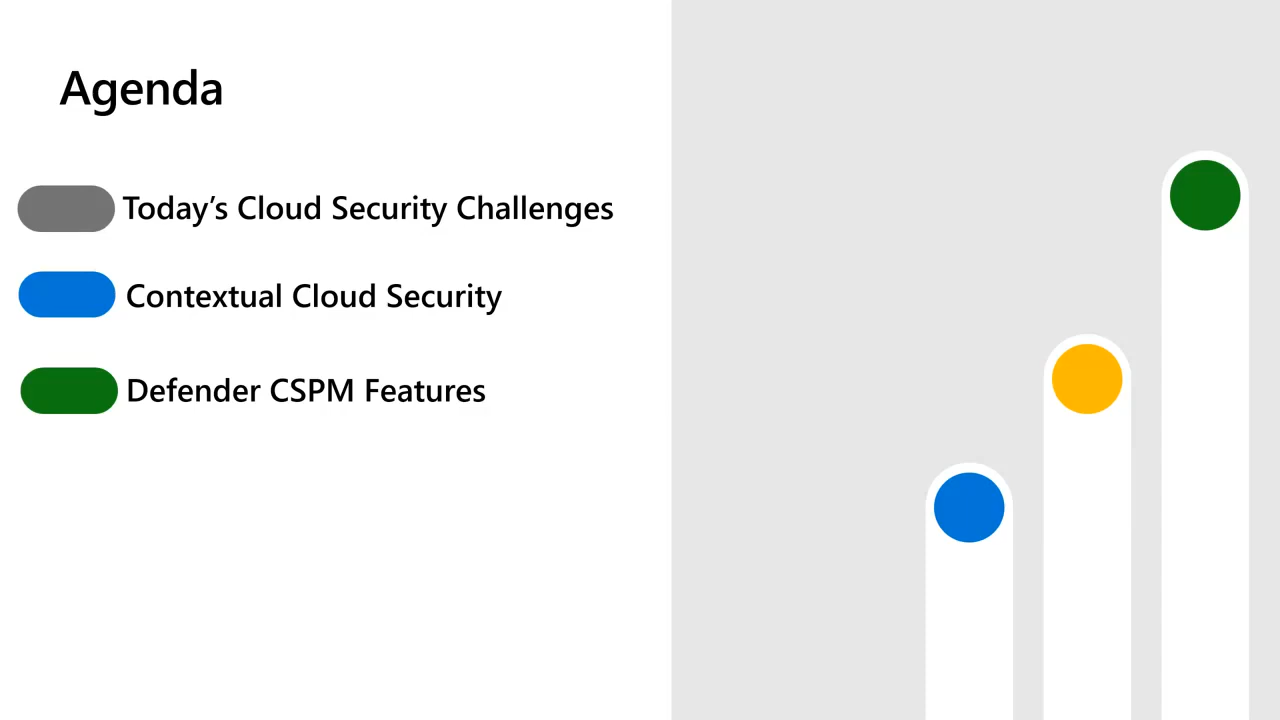 Agenda
Today’s Cloud Security Challenges
Contextual Cloud Security
Defender CSPM Features